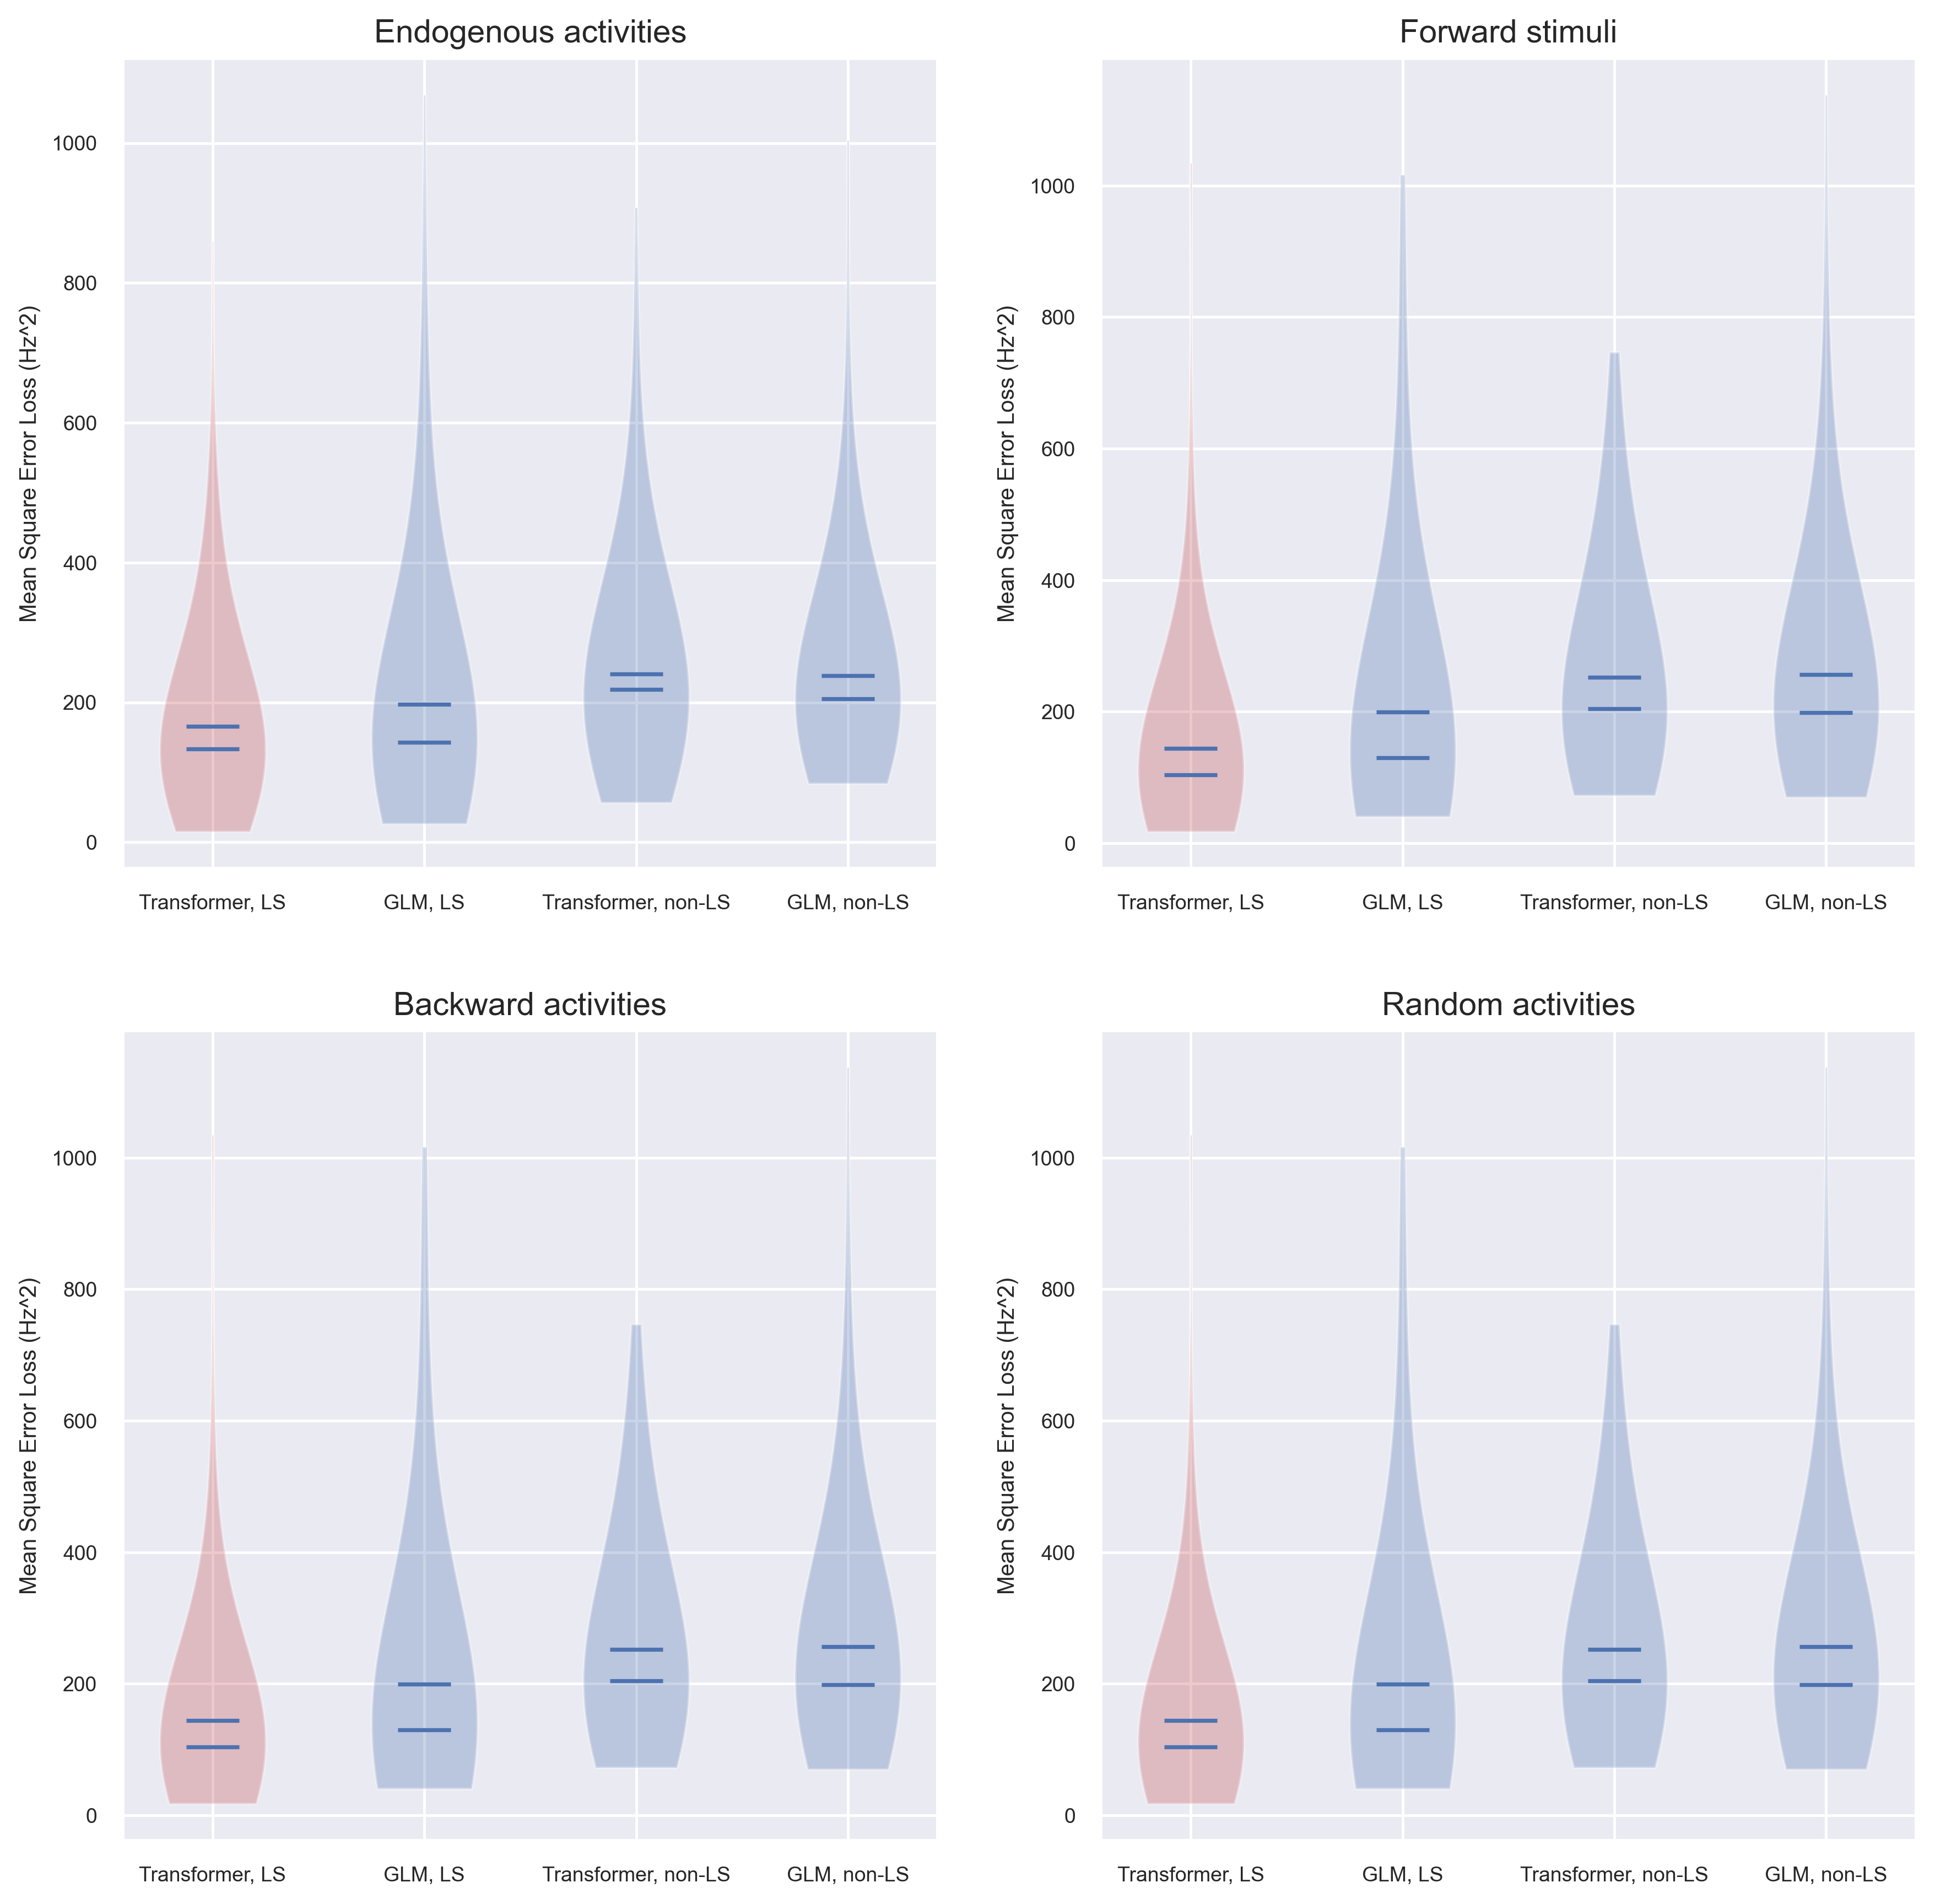 Endogenous activities
Mean Square Error Loss (Hz^2)
1000
800
600
400
200
0
Transformer, LS
GLM, LS
Transformer, non-LS
GLM, non-LS
Forward stimuli
Mean Square Error Loss (Hz^2)
1000
800
600
400
200
0
Transformer, LS
GLM, LS
Transformer, non-LS
GLM, non-LS
Backward activities
Mean Square Error Loss (Hz^2)
1000
800
600
400
200
0
Transformer, LS
GLM, LS
Transformer, non-LS
GLM, non-LS
Random activities
Mean Square Error Loss (Hz^2)
1000
800
600
400
200
0
Transformer, LS
GLM, LS
Transformer, non-LS
GLM, non-LS